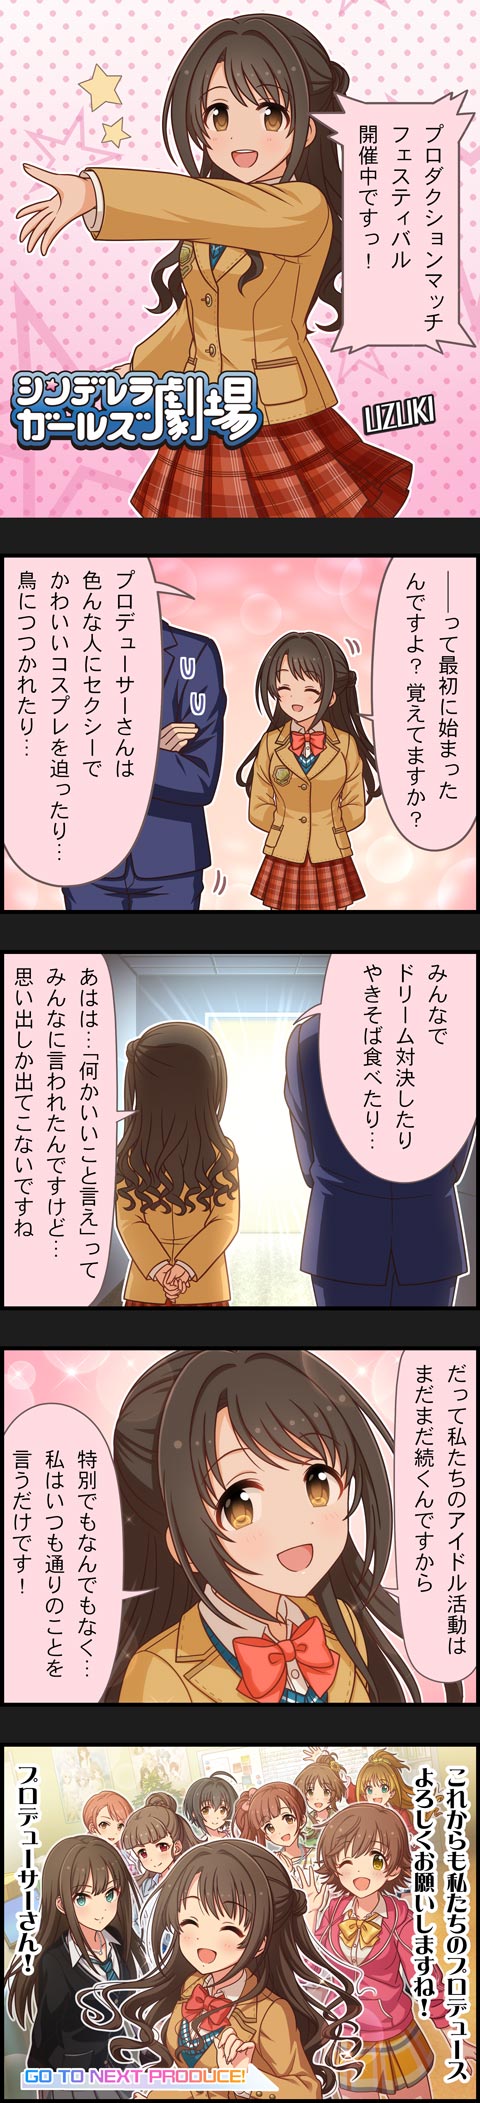 プロダクションマッチ
フェスティバル
開催中ですっ！
シンデレラ
ガールズ劇場
UZUKI
――って最初に始まった
んですよ？覚えてますか？
プロデューサーさんは
色んな人にセクシーで
かわいいコスプレを迫ったり…
鳥につつかれたり…
みんなで
ドリーム対決したり
やきそば食べたり…
あはは…「何かいいこと言え」って
みんなに言われたんですけど…
思い出しか出てこないですね
だって私たちのアイドル活動は
まだまだ続くんですから
特別でもなんでもなく…
私はいつも通りのことを
言うだけです！
これからも私たちのプロデュース
よろしくお願いしますね！
プロデューサーさん！
GO TO NEXT PRODUCE!